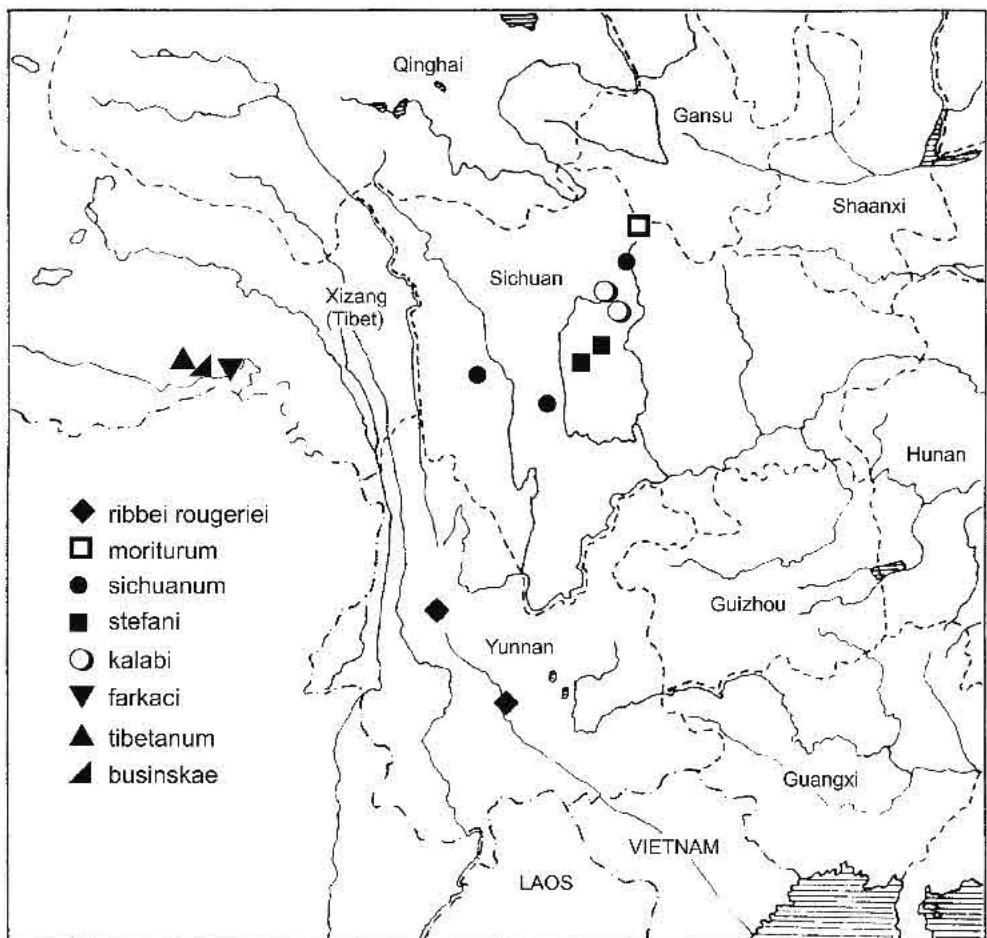 Qinghai
Gansu
Shaanxi
Sichuan
Xizang
(Tibet)
Hunan
ribbei rougeriei
moriturum
sichuanum
stefani
kalabi
farkaci
tibetanum
businskae
Guizhou
Yunnan
Guangxi
VIETNAM
LAOS